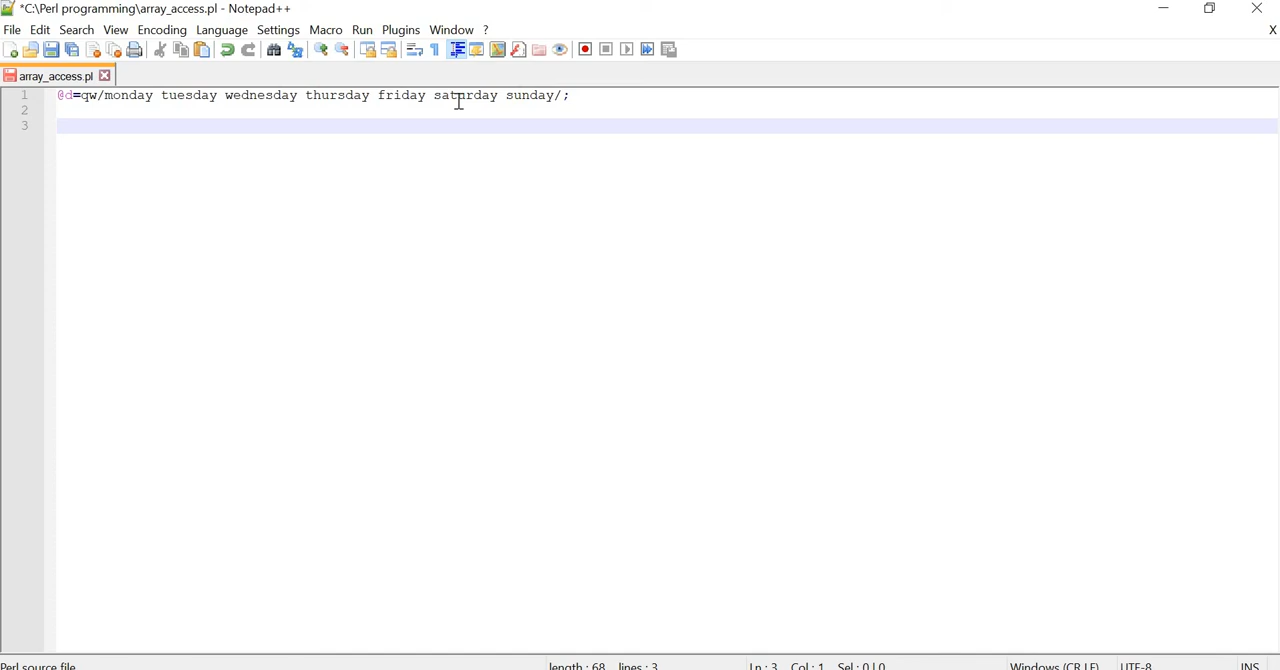 *C:\Perl programming\array_access.pl - Notepad++
File Edit Search View Encoding Language Settings Macro Run Plugins Window ? X
array_access.pl
1 @d=qw/monday tuesday wednesday thursday friday saturday sunday/;
2
3
Perl source file length : 68 lines : 3 Ln : 3 Col : 1 Sel : 0 | 0 Windows (CR LF) UTF-8 INS